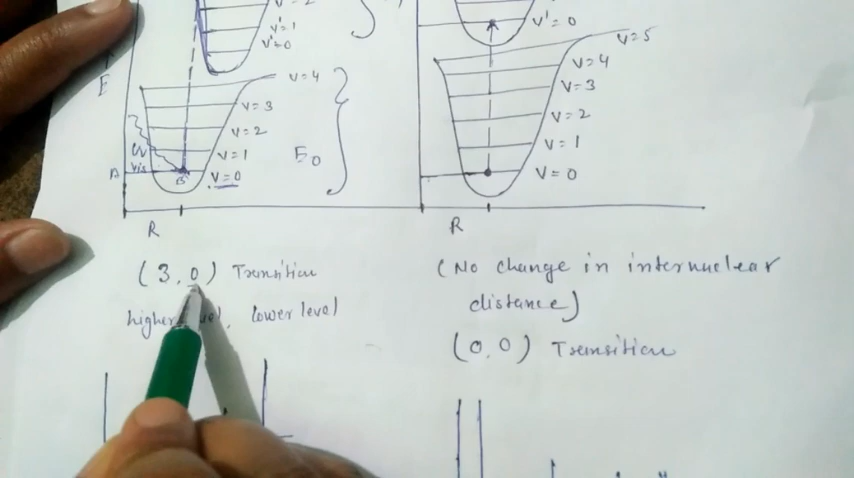 V=2
V'=1
V'=0
E
V=4
V=3
V=2
V=1
V=0
E0
A
B
R
(3,0) Transition
lower level
V'=0
V=5
V=4
V=3
V=2
V=1
V=0
R
(No change in internuclear
distance)
(0,0) Transition